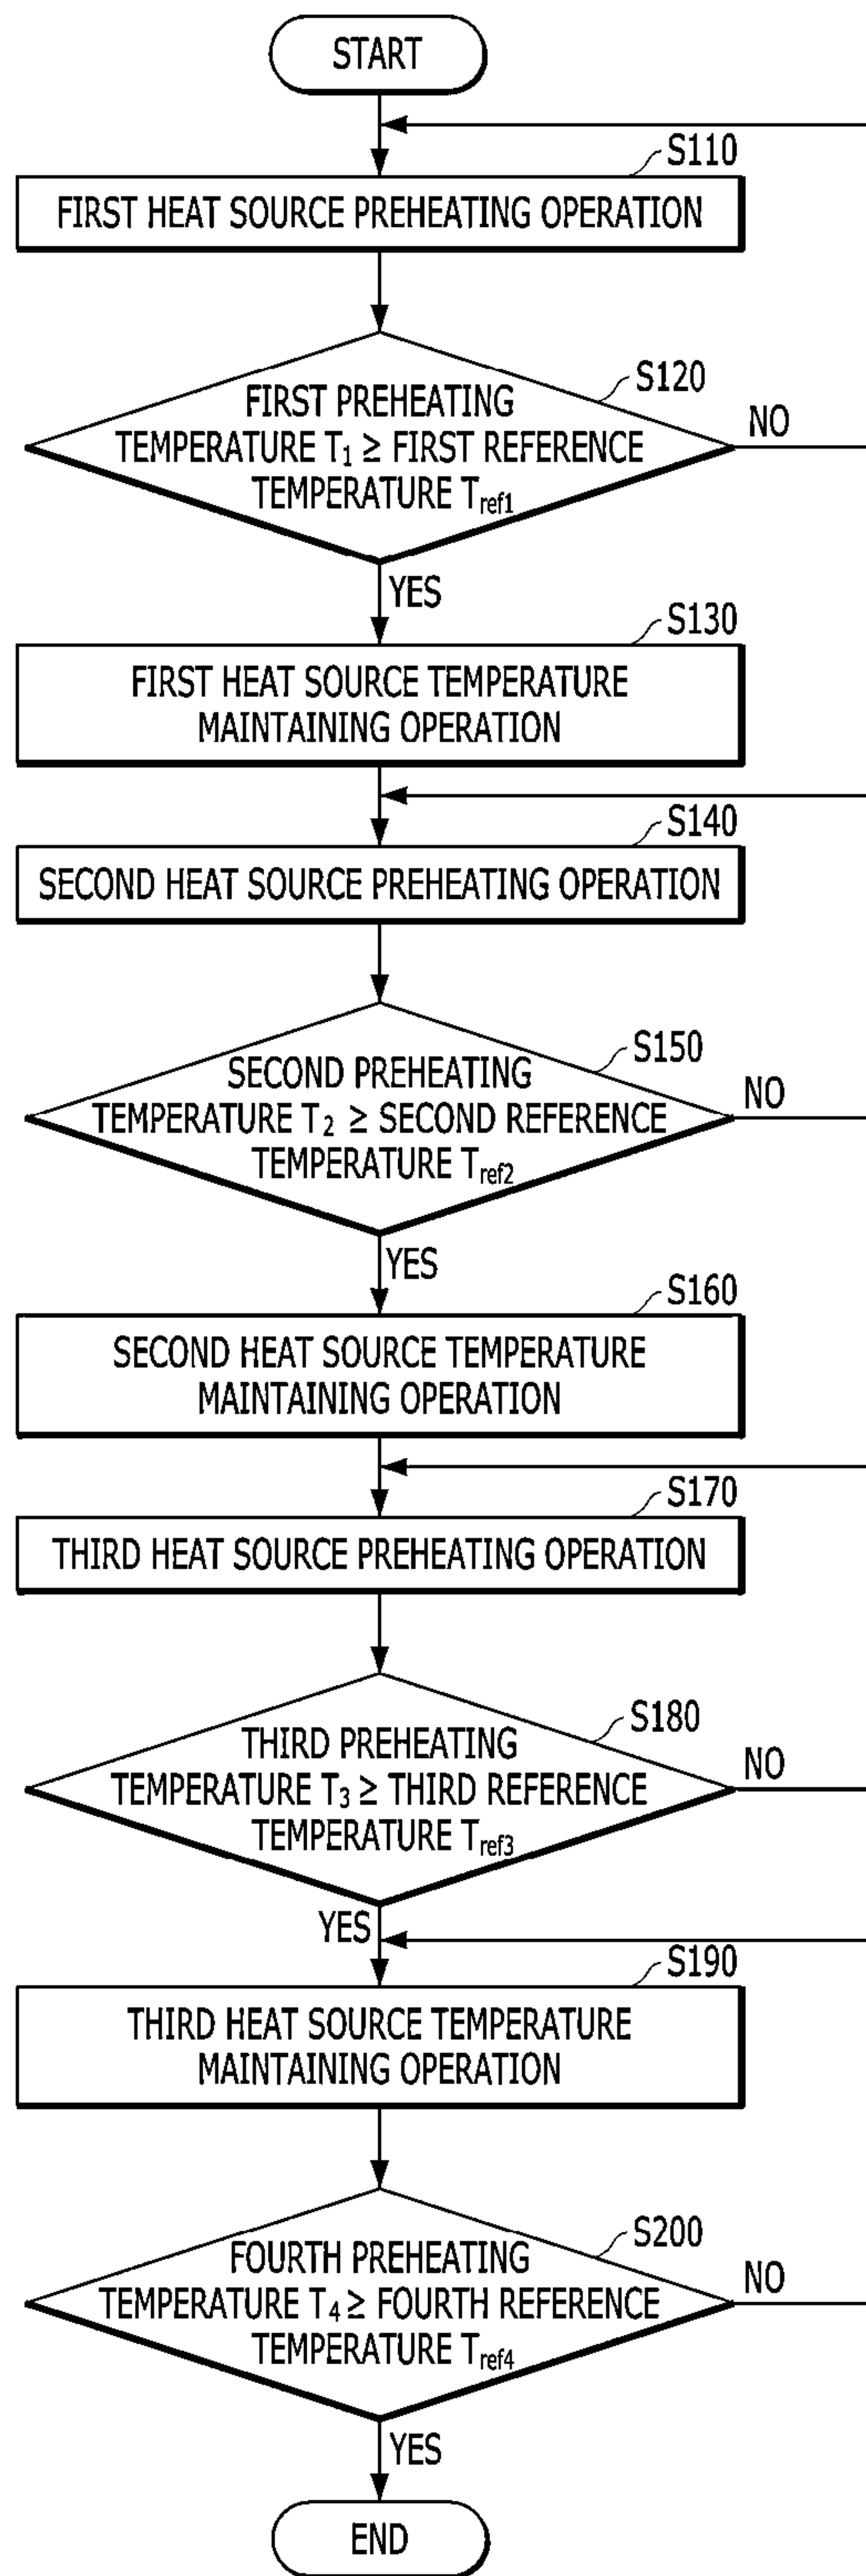 START
S110
FIRST HEAT SOURCE PREHEATING OPERATION
S120
FIRST PREHEATING
TEMPERATURE T₁ ≥ FIRST REFERENCE
TEMPERATURE Tref1
NO
YES
S130
FIRST HEAT SOURCE TEMPERATURE
MAINTAINING OPERATION
S140
SECOND HEAT SOURCE PREHEATING OPERATION
S150
SECOND PREHEATING
TEMPERATURE T₂ ≥ SECOND REFERENCE
TEMPERATURE Tref2
NO
YES
S160
SECOND HEAT SOURCE TEMPERATURE
MAINTAINING OPERATION
S170
THIRD HEAT SOURCE PREHEATING OPERATION
S180
THIRD PREHEATING
TEMPERATURE T₃ ≥ THIRD REFERENCE
TEMPERATURE Tref3
NO
YES
S190
THIRD HEAT SOURCE TEMPERATURE
MAINTAINING OPERATION
S200
FOURTH PREHEATING
TEMPERATURE T₄ ≥ FOURTH REFERENCE
TEMPERATURE Tref4
NO
YES
END